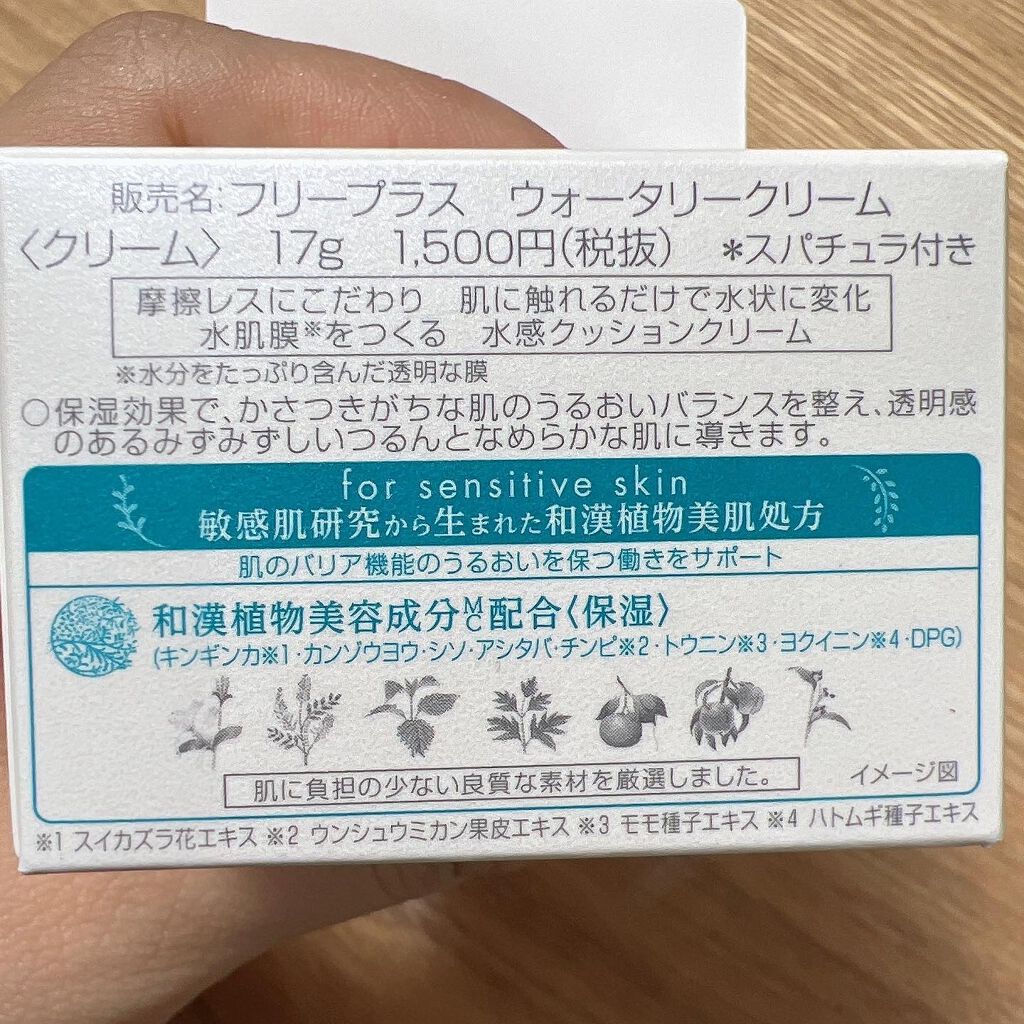 販売名:フリープラス ウォータリークリーム
〈クリーム〉 17g 1,500円(税抜) *スパチュラ付き
摩擦レスにこだわり 肌に触れるだけで水状に変化
水肌膜※をつくる 水感クッションクリーム
※水分をたっぷり含んだ透明な膜
○保湿効果で、かさつきがちな肌のうるおいバランスを整え、透明感
のあるみずみずしいつるんとなめらかな肌に導きます。
for sensitive skin
敏感肌研究から生まれた和漢植物美肌処方
肌のバリア機能のうるおいを保つ働きをサポート
和漢植物美容成分MC配合〈保湿〉
(キンギンカ※1・カンゾウヨウ・シソ・アシタバ・チンピ※2・トウニン※3・ヨクイニン※4・DPG)
肌に負担の少ない良質な素材を厳選しました。
イメージ図
※1 スイカズラ花エキス ※2 ウンシュウミカン果皮エキス ※3 モモ種子エキス ※4 ハトムギ種子エキス